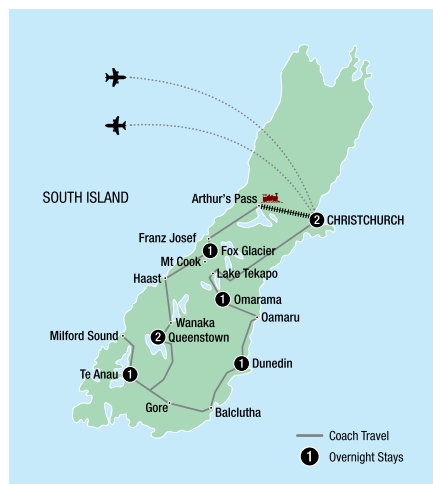 SOUTH ISLAND
Arthur's Pass
2 CHRISTCHURCH
Franz Josef
1 Fox Glacier
Mt Cook
Lake Tekapo
Haast
1 Omarama
Oamaru
Wanaka
Milford Sound
2 Queenstown
1 Dunedin
Te Anau 1
Gore
Balclutha
Coach Travel
1 Overnight Stays